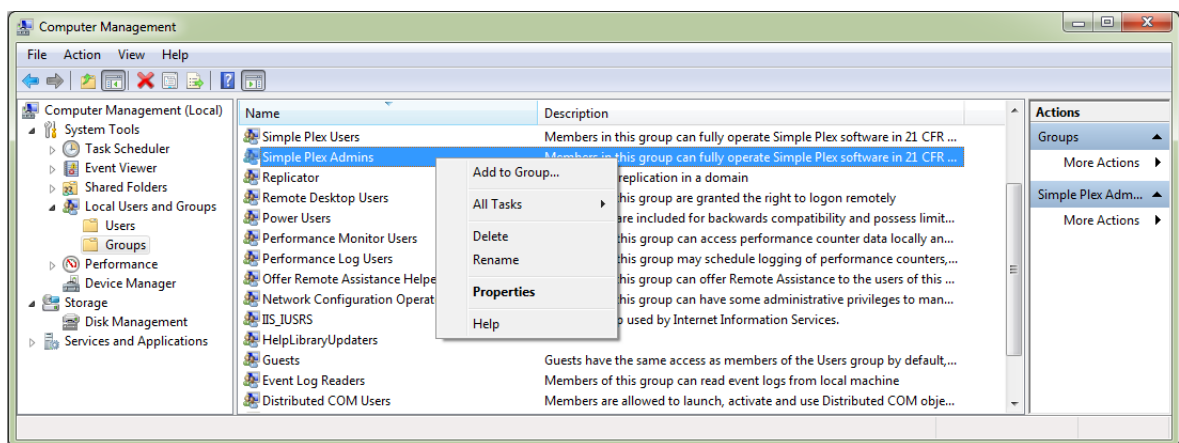 Computer Management
File Action View Help
Computer Management (Local)
System Tools
Task Scheduler
Event Viewer
Shared Folders
Local Users and Groups
Users
Groups
Performance
Device Manager
Storage
Disk Management
Services and Applications
Name Description
Simple Plex Users Members in this group can fully operate Simple Plex software in 21 CFR ...
Simple Plex Admins Members in this group can fully operate Simple Plex software in 21 CFR ...
Replicator replication in a domain
Remote Desktop Users this group are granted the right to logon remotely
Power Users are included for backwards compatibility and possess limit...
Performance Monitor Users this group can access performance counter data locally an...
Performance Log Users this group may schedule logging of performance counters,...
Offer Remote Assistance Helpe this group can offer Remote Assistance to the users of this ...
Network Configuration Operat this group can have some administrative privileges to man...
IIS_IUSRS used by Internet Information Services.
HelpLibraryUpdaters
Guests Guests have the same access as members of the Users group by default,...
Event Log Readers Members of this group can read event logs from local machine
Distributed COM Users Members are allowed to launch, activate and use Distributed COM obje...
Add to Group...
All Tasks
Delete
Rename
Properties
Help
Actions
Groups
More Actions
Simple Plex Adm...
More Actions